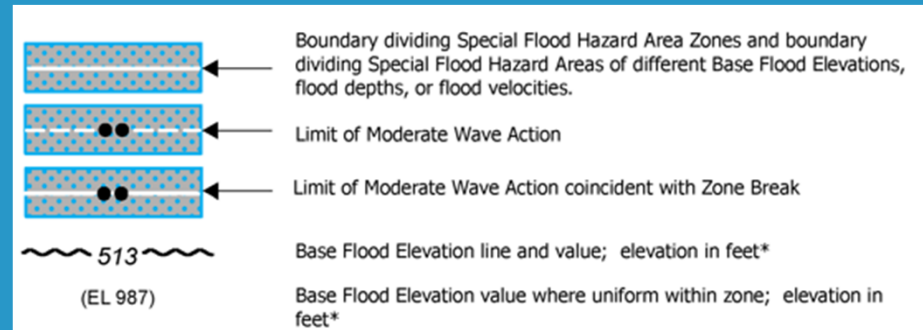 Boundary dividing Special Flood Hazard Area Zones and boundary
dividing Special Flood Hazard Areas of different Base Flood Elevations,
flood depths, or flood velocities.
Limit of Moderate Wave Action
Limit of Moderate Wave Action coincident with Zone Break
513
Base Flood Elevation line and value; elevation in feet*
(EL 987)
Base Flood Elevation value where uniform within zone; elevation in
feet*